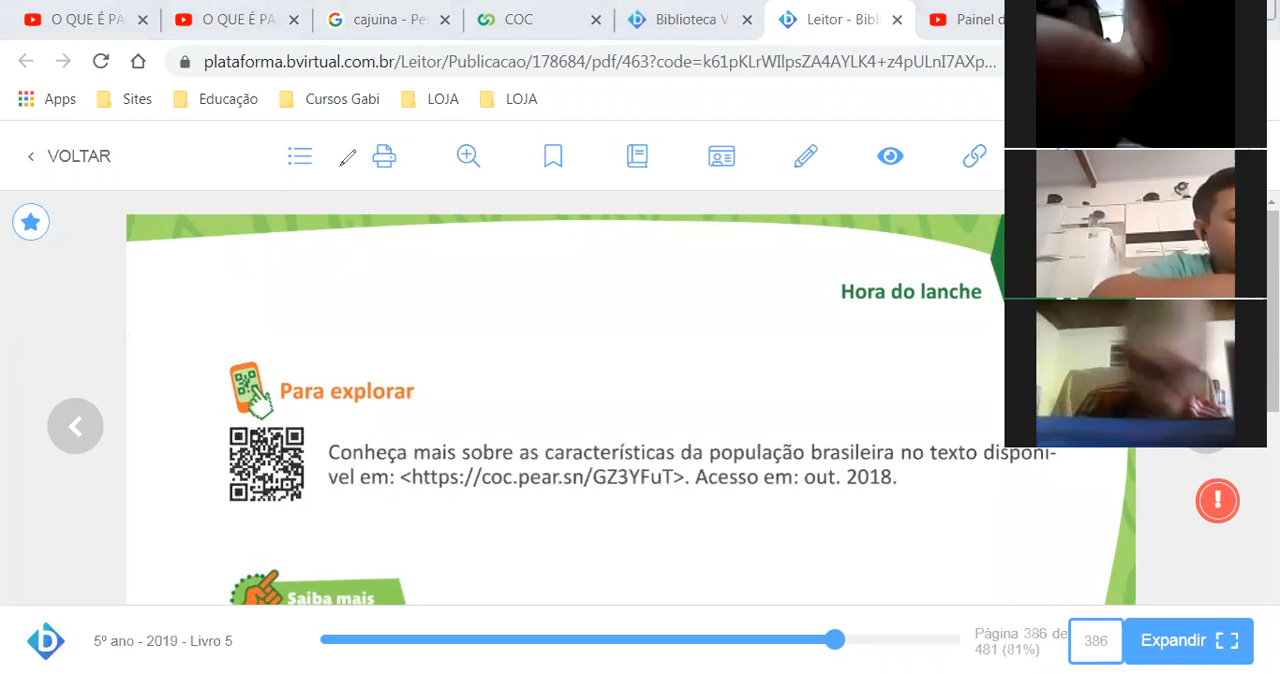 O QUE É PA
O QUE É PA
cajuina - Pes
COC
Biblioteca V
Leitor - Bibl
Painel d
plataforma.bvirtual.com.br/Leitor/Publicacao/178684/pdf/463?code=k61pKLrWIlpsZA4AYLK4+z4pULnI7AXp...
Apps
Sites
Educação
Cursos Gabi
LOJA
LOJA
VOLTAR
Hora do lanche
Para explorar
Conheça mais sobre as características da população brasileira no texto disponí-
vel em: <https://coc.pear.sn/GZ3YFuT>. Acesso em: out. 2018.
Saiba mais
5º ano - 2019 - Livro 5
Página 386 de
481 (81%)
386
Expandir